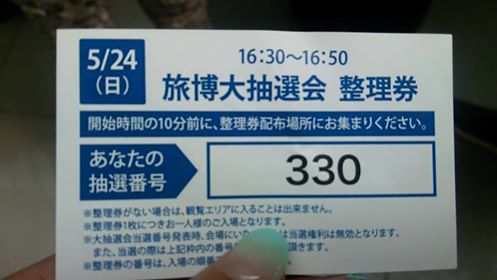 5/24
(日)
16:30～16:50
旅博大抽選会 整理券
開始時間の10分前に、整理券配布場所にお集まりください。
あなたの
抽選番号
330
※整理券がない場合は、観覧エリアに入ることは出来ません。
※整理券1枚につきお一人様のご入場となります。
※大抽選会当選番号発表時、会場にいな は当選権利は無効となります。
また、当選の際は上記枠内の番号 頂きます。
※整理券の番号は、入場の順番